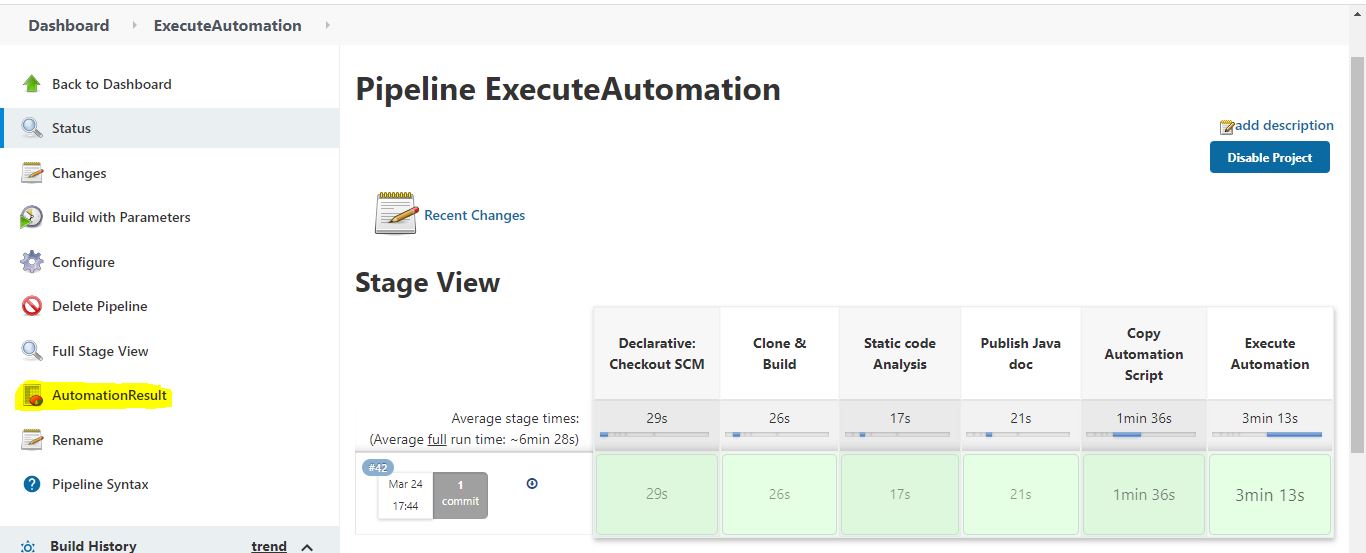 Dashboard ExecuteAutomation
Back to Dashboard
Status
Changes
Build with Parameters
Configure
Delete Pipeline
Full Stage View
AutomationResult
Rename
Pipeline Syntax
Build History trend
Pipeline ExecuteAutomation
add description
Disable Project
Recent Changes
Stage View
Declarative:
Checkout SCM
Clone &
Build
Static code
Analysis
Publish Java
doc
Copy
Automation
Script
Execute
Automation
Average stage times:
(Average full run time: ~6min 28s)
29s 26s 17s 21s 1min 36s 3min 13s
#42
Mar 24
17:44
1
commit
29s 26s 17s 21s 1min 36s 3min 13s